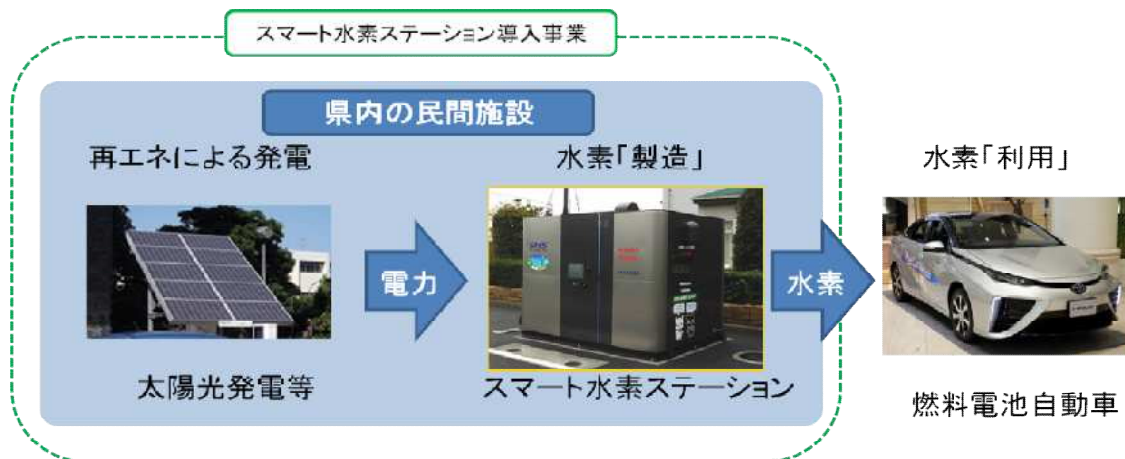 スマート水素ステーション導入事業
県内の民間施設
再エネによる発電
水素「製造」
水素「利用」
電力
水素
太陽光発電等
スマート水素ステーション
燃料電池自動車